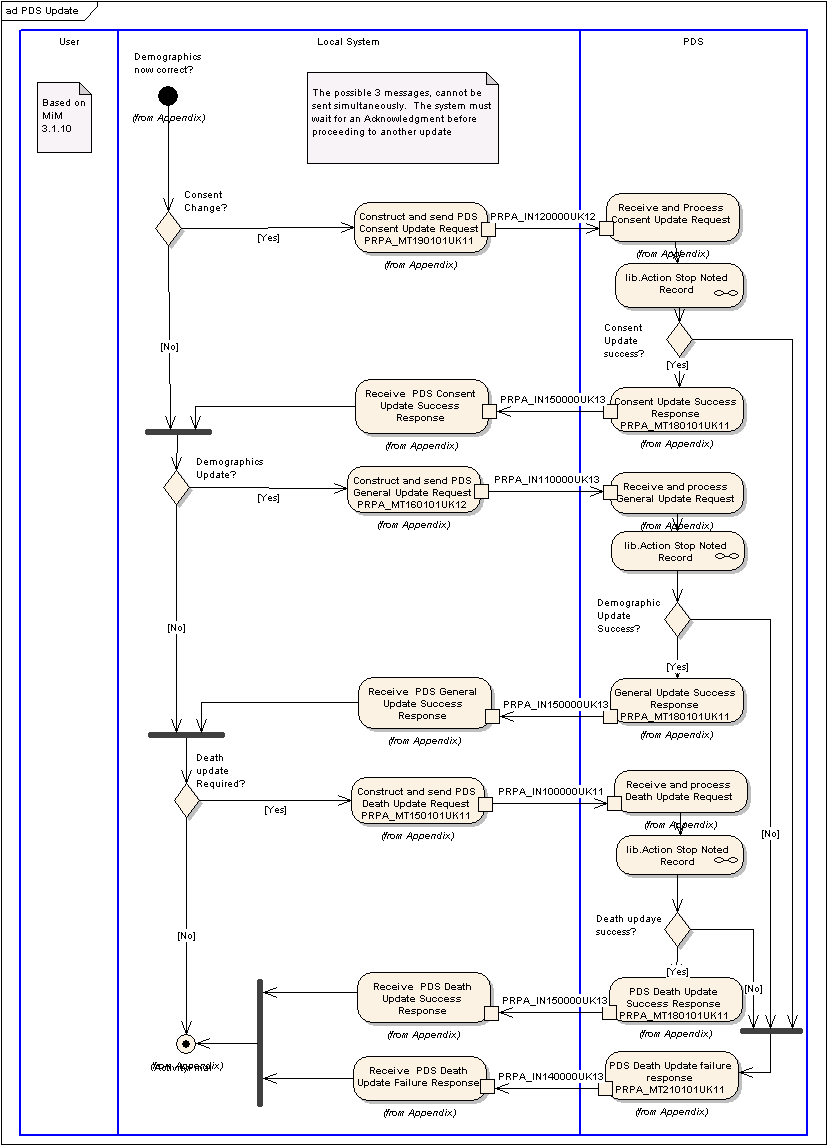 ad PDS Update
User
Local System
PDS
Based on
MiM
3.1.10
Demographics
now correct?
(from Appendix)
The possible 3 messages, cannot be
sent simultaneously. The system must
wait for an Acknowledgment before
proceeding to another update
Consent
Change?
[Yes]
Construct and send PDS
Consent Update Request
PRPA_MT190101UK11
(from Appendix)
PRPA_IN120000UK12
Receive and Process
Consent Update Request
(from Appendix)
lib.Action Stop Noted
Record
Consent
Update
success?
[Yes]
[No]
Receive PDS Consent
Update Success
Response
(from Appendix)
PRPA_IN150000UK13
Consent Update Success
Response
PRPA_MT180101UK11
(from Appendix)
Demographics
Update?
[Yes]
Construct and send PDS
General Update Request
PRPA_MT160101UK12
(from Appendix)
PRPA_IN110000UK13
Receive and process
General Update Request
(from Appendix)
lib.Action Stop Noted
Record
Demographic
Update
Success?
[No]
[Yes]
Receive PDS General
Update Success
Response
(from Appendix)
PRPA_IN150000UK13
General Update Success
Response
PRPA_MT180101UK11
(from Appendix)
Death
update
Required?
[Yes]
Construct and send PDS
Death Update Request
PRPA_MT150101UK11
(from Appendix)
PRPA_IN100000UK11
Receive and process
Death Update Request
(from Appendix)
[No]
lib.Action Stop Noted
Record
Death updaye
success?
[No]
[Yes]
[No]
Receive PDS Death
Update Success
Response
(from Appendix)
PRPA_IN150000UK13
PDS Death Update
Success Response
PRPA_MT180101UK11
(from Appendix)
(from Appendix)
Receive PDS Death
Update Failure Response
(from Appendix)
PRPA_IN140000UK13
PDS Death Update failure
response
PRPA_MT210101UK11
(from Appendix)